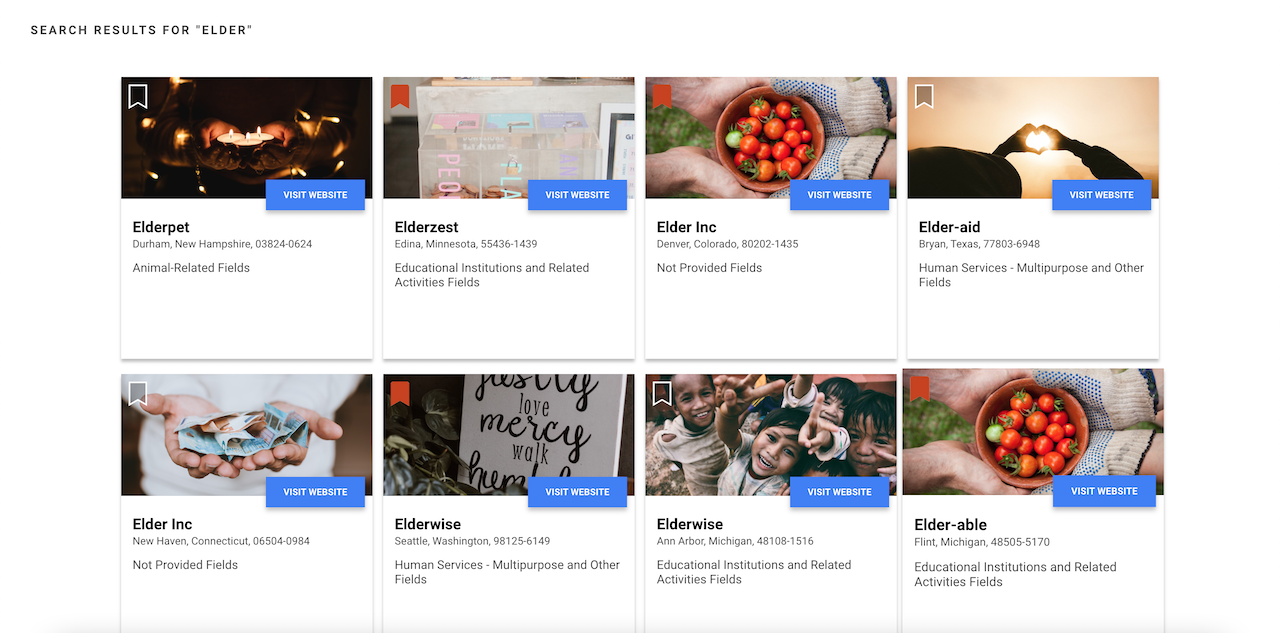 SEARCH RESULTS FOR "ELDER"
VISIT WEBSITE
Elderpet
Durham, New Hampshire, 03824-0624
Animal-Related Fields
VISIT WEBSITE
Elderzest
Edina, Minnesota, 55436-1439
Educational Institutions and Related
Activities Fields
VISIT WEBSITE
Elder Inc
Denver, Colorado, 80202-1435
Not Provided Fields
VISIT WEBSITE
Elder-aid
Bryan, Texas, 77803-6948
Human Services - Multipurpose and Other
Fields
VISIT WEBSITE
Elder Inc
New Haven, Connecticut, 06504-0984
Not Provided Fields
justly
love
mercy
walk
VISIT WEBSITE
Elderwise
Seattle, Washington, 98125-6149
Human Services - Multipurpose and Other
Fields
VISIT WEBSITE
Elderwise
Ann Arbor, Michigan, 48108-1516
Educational Institutions and Related
Activities Fields
VISIT WEBSITE
Elder-able
Flint, Michigan, 48505-5170
Educational Institutions and Related
Activities Fields